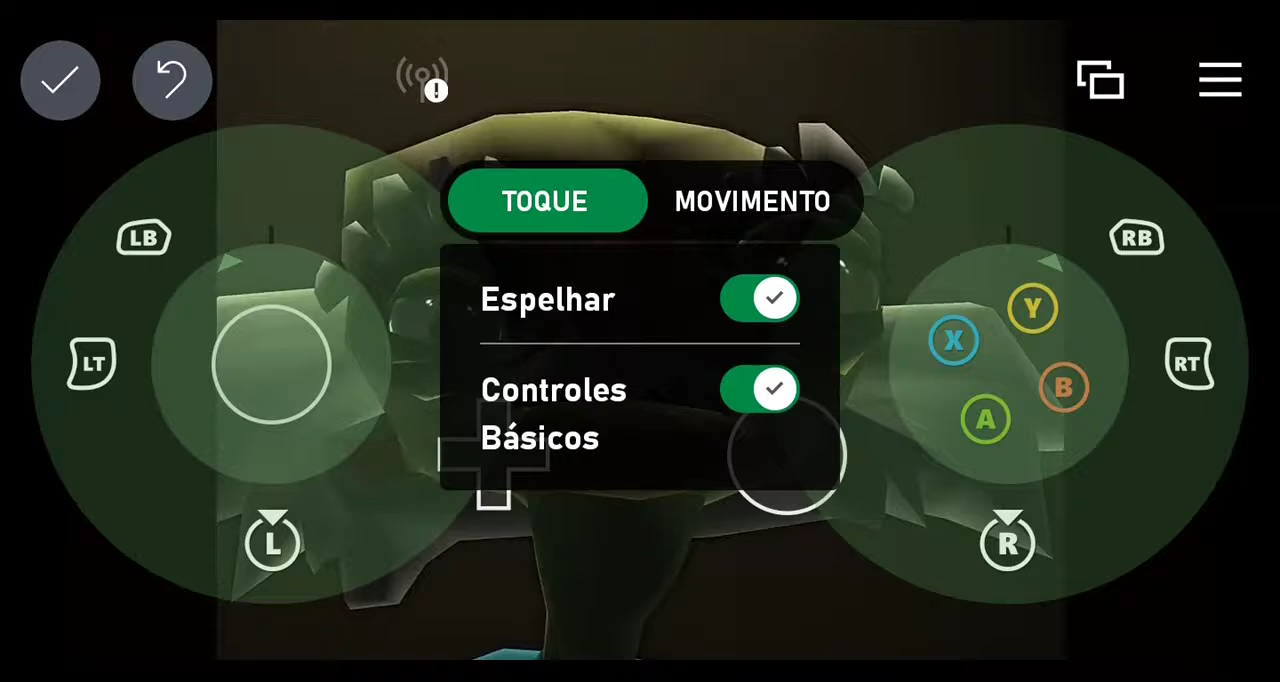 TOQUE
MOVIMENTO
LB
RB
Espelhar
Y
X
LT
RT
Controles
B
A
Básicos
L
R